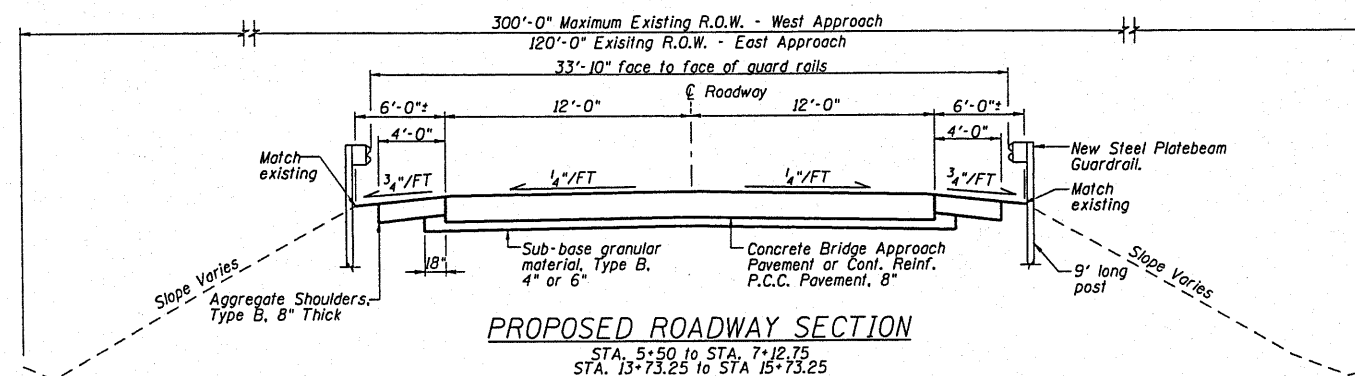 300'-0" Maximum Existing R.O.W. - West Approach
120'-0" Exisitng R.O.W. - East Approach
33'-10" face to face of guard rails
℄ Roadway
6'-0"±
12'-0"
12'-0"
6'-0"±
4'-0"
4'-0"
Match
existing
3/4"/FT
1/4"/FT
1/4"/FT
3/4"/FT
New Steel Platebeam
Guardrail.
Match
existing
18"
Sub-base granular
material, Type B,
4" or 6"
Concrete Bridge Approach
Pavement or Cont. Reinf.
P.C.C. Pavement, 8"
9' long
post
Slope Varies
Slope Varies
Aggregate Shoulders,
Type B, 8" Thick
PROPOSED ROADWAY SECTION
STA. 5+50 to STA. 7+12.75
STA. 13+73.25 to STA 15+73.25